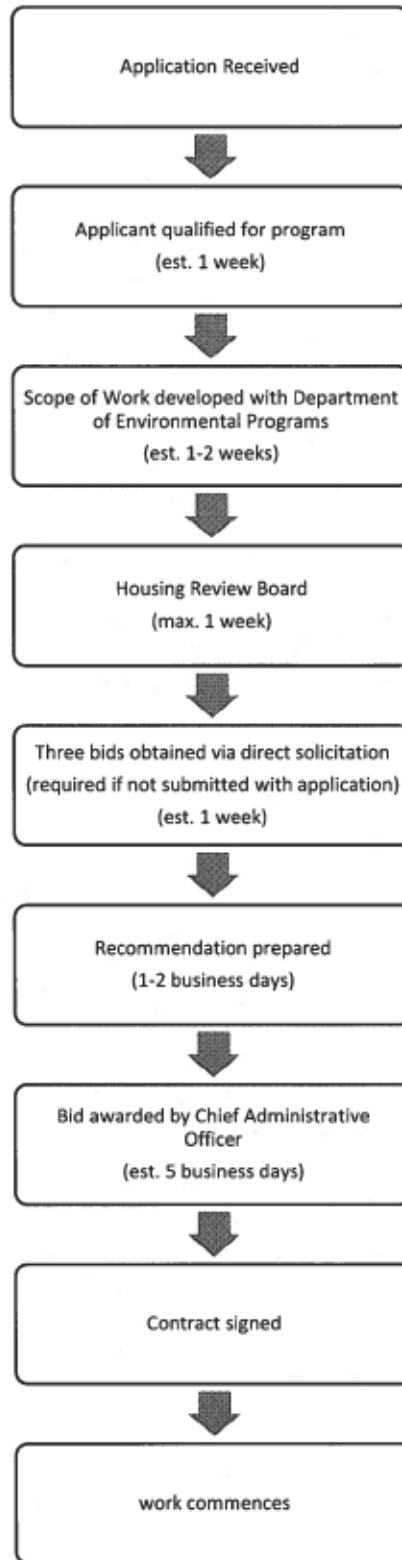 Application Received
Applicant qualified for program
(est. 1 week)
Scope of Work developed with Department
of Environmental Programs
(est. 1-2 weeks)
Housing Review Board
(max. 1 week)
Three bids obtained via direct solicitation
(required if not submitted with application)
(est. 1 week)
Recommendation prepared
(1-2 business days)
Bid awarded by Chief Administrative
Officer
(est. 5 business days)
Contract signed
work commences